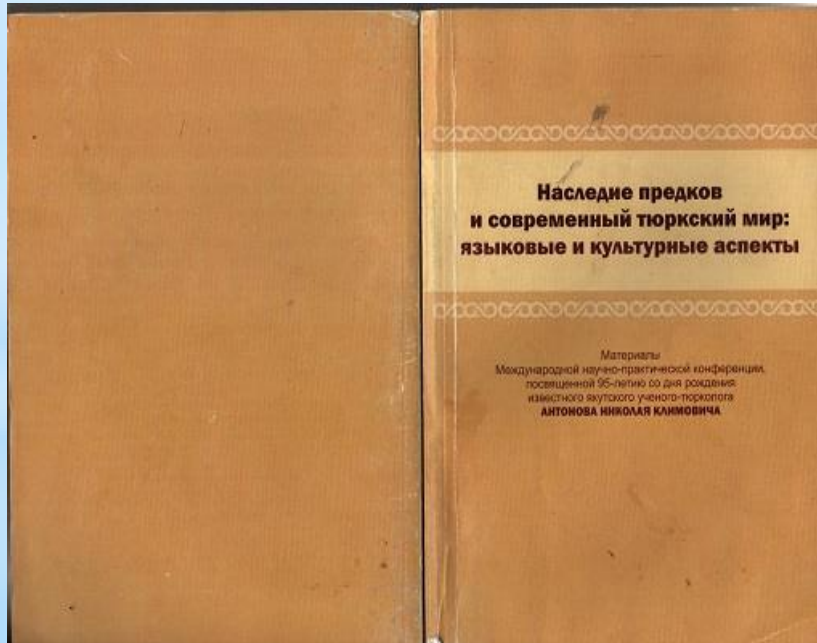 Наследие предков
и современный тюркский мир:
языковые и культурные аспекты
Материалы
Международной научно-практической конференции,
посвященной 95-летию со дня рождения
известного якутского ученого-тюрколога
АНТОНОВА НИКОЛАЯ КЛИМОВИЧА